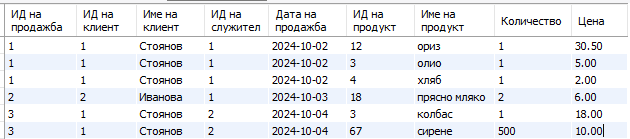 ИД на продажба ИД на клиент Име на клиент ИД на служител Дата на продажба ИД на продукт Име на продукт Количество Цена
1 1 Стоянов 1 2024-10-02 12 ориз 1 30.50
1 1 Стоянов 1 2024-10-02 3 олио 1 5.00
1 1 Стоянов 1 2024-10-02 4 хляб 1 2.00
2 2 Иванова 1 2024-10-03 18 прясно мляко 2 6.00
3 1 Стоянов 2 2024-10-04 3 колбас 1 18.00
3 1 Стоянов 2 2024-10-04 67 сирене 500 10.00